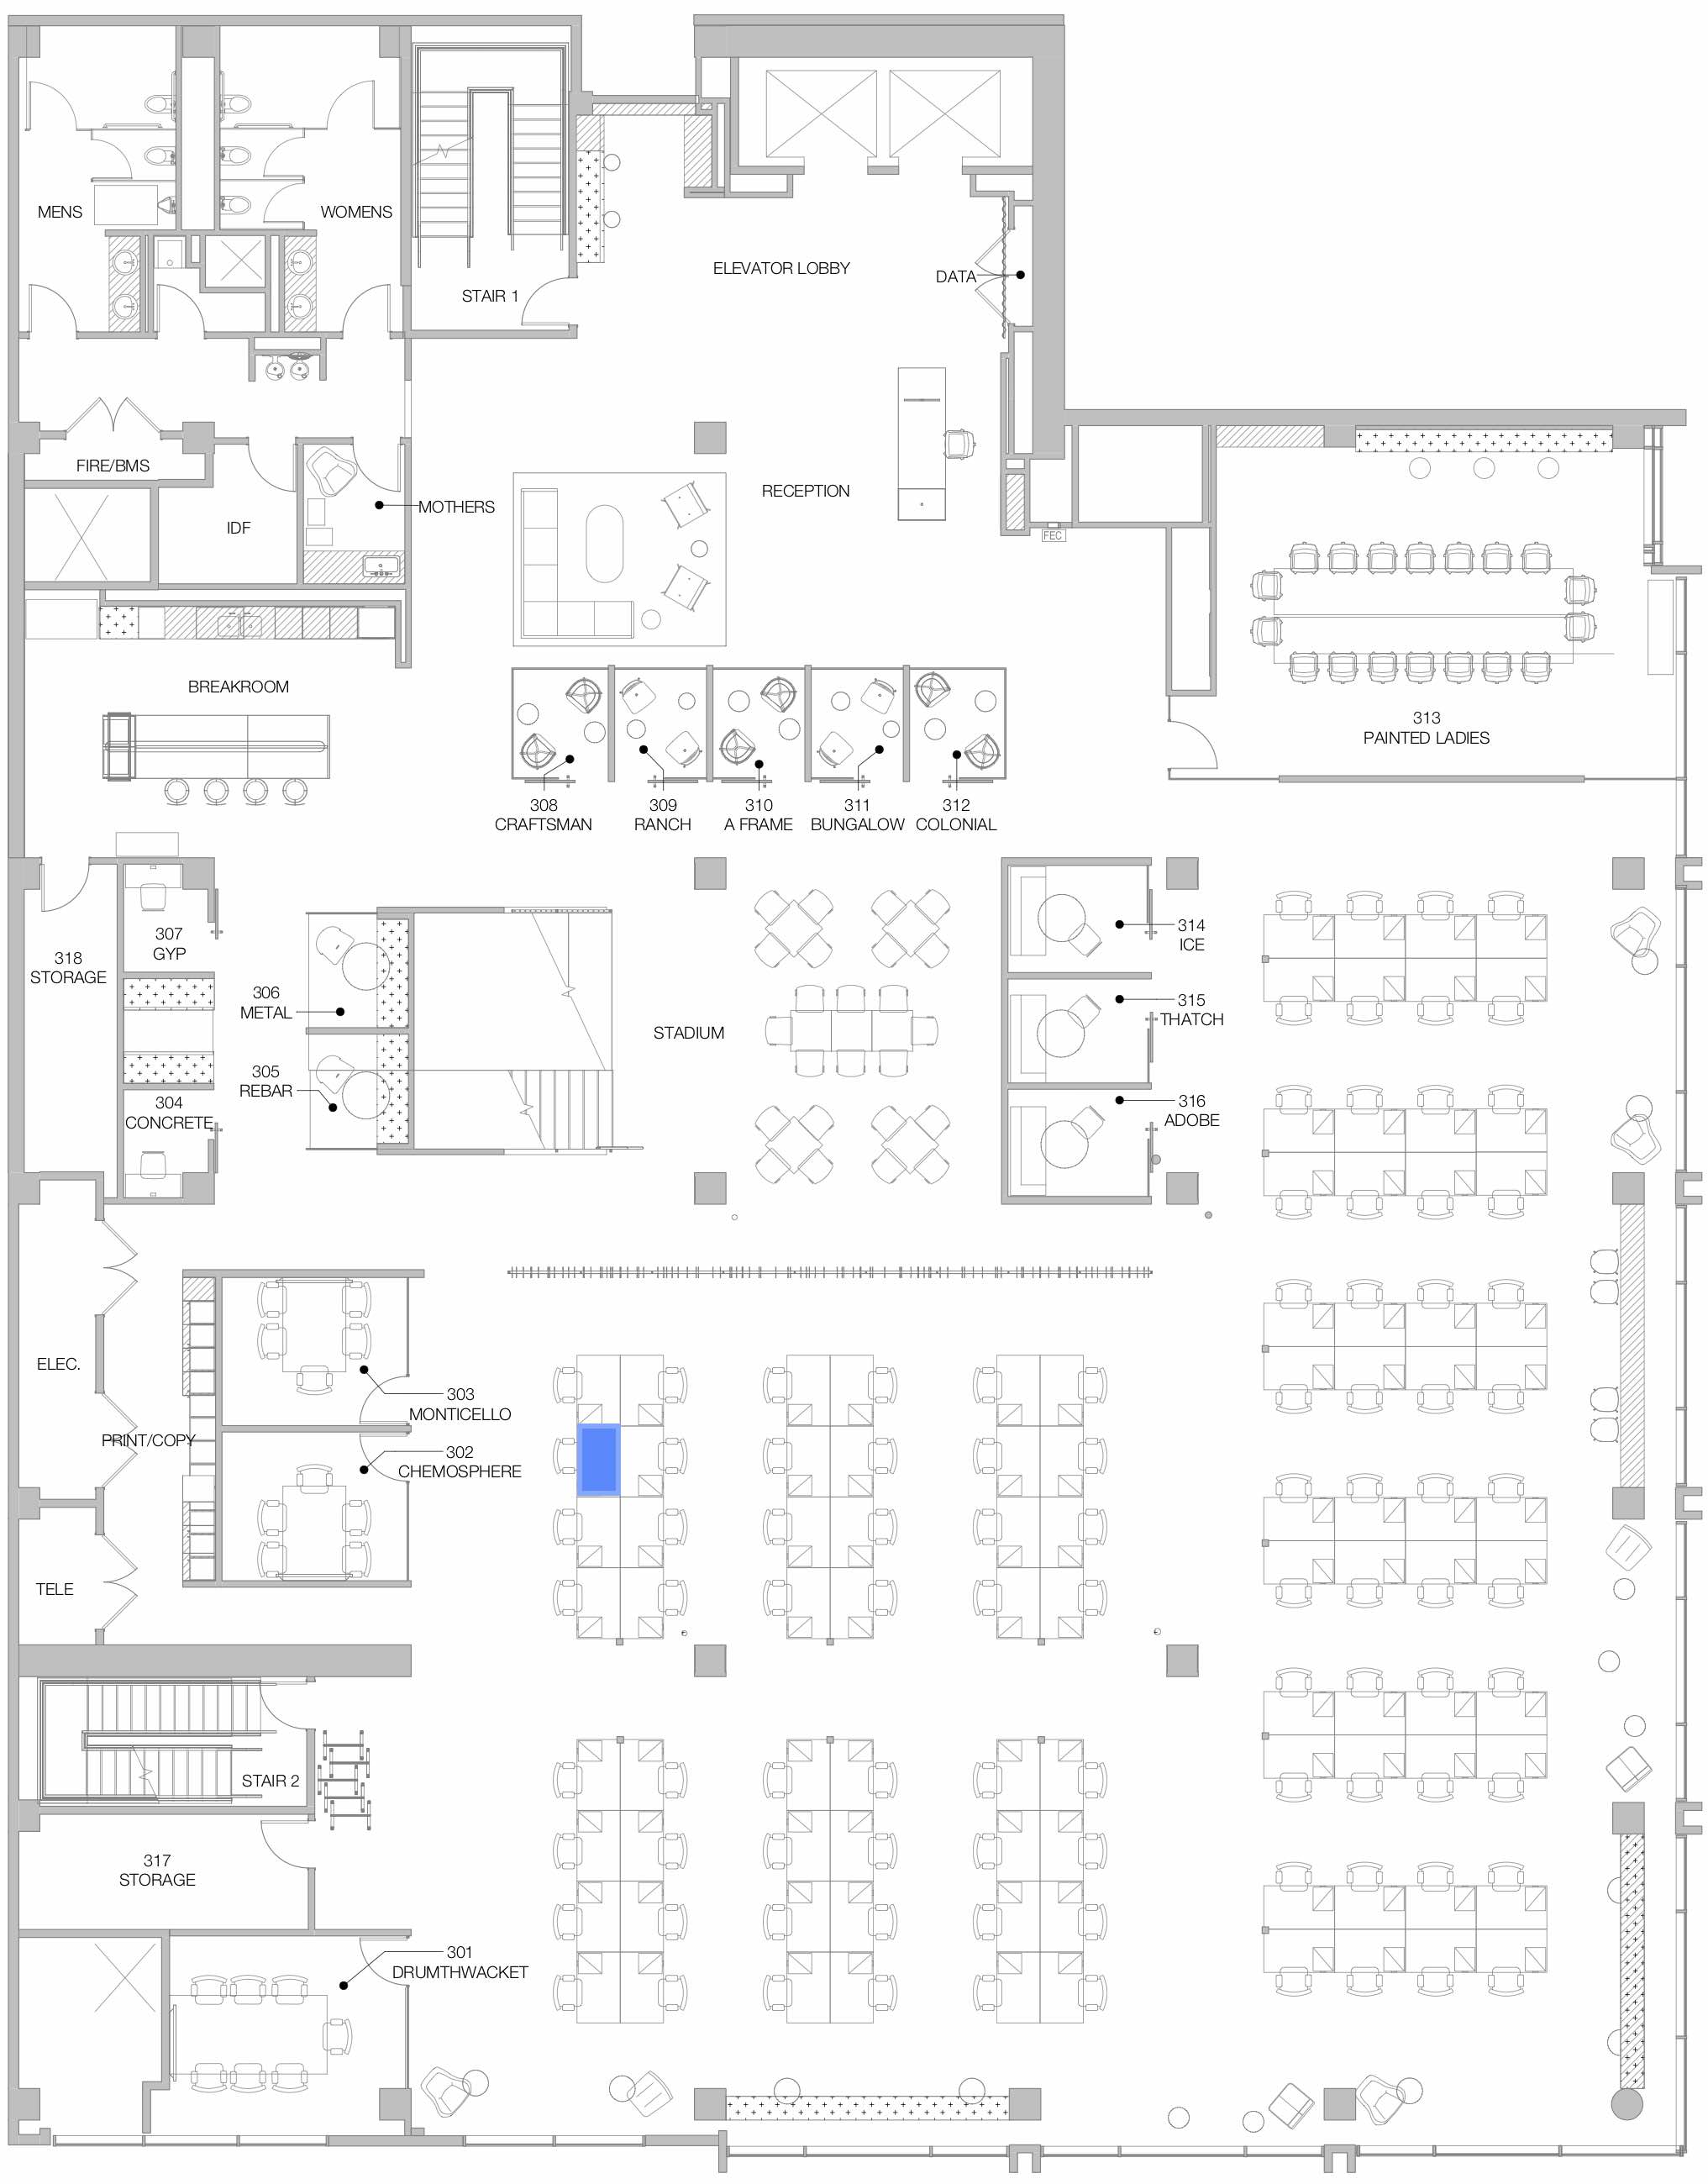 MENS
WOMENS
STAIR 1
ELEVATOR LOBBY
DATA
FIRE/BMS
IDF
MOTHERS
RECEPTION
FEC
BREAKROOM
313
PAINTED LADIES
308
CRAFTSMAN
309
RANCH
310
A FRAME
311
BUNGALOW
312
COLONIAL
318
STORAGE
307
GYP
306
METAL
305
REBAR
304
CONCRETE
STADIUM
314
ICE
315
THATCH
316
ADOBE
ELEC.
PRINT/COPY
303
MONTICELLO
302
CHEMOSPHERE
TELE
STAIR 2
317
STORAGE
301
DRUMTHWACKET